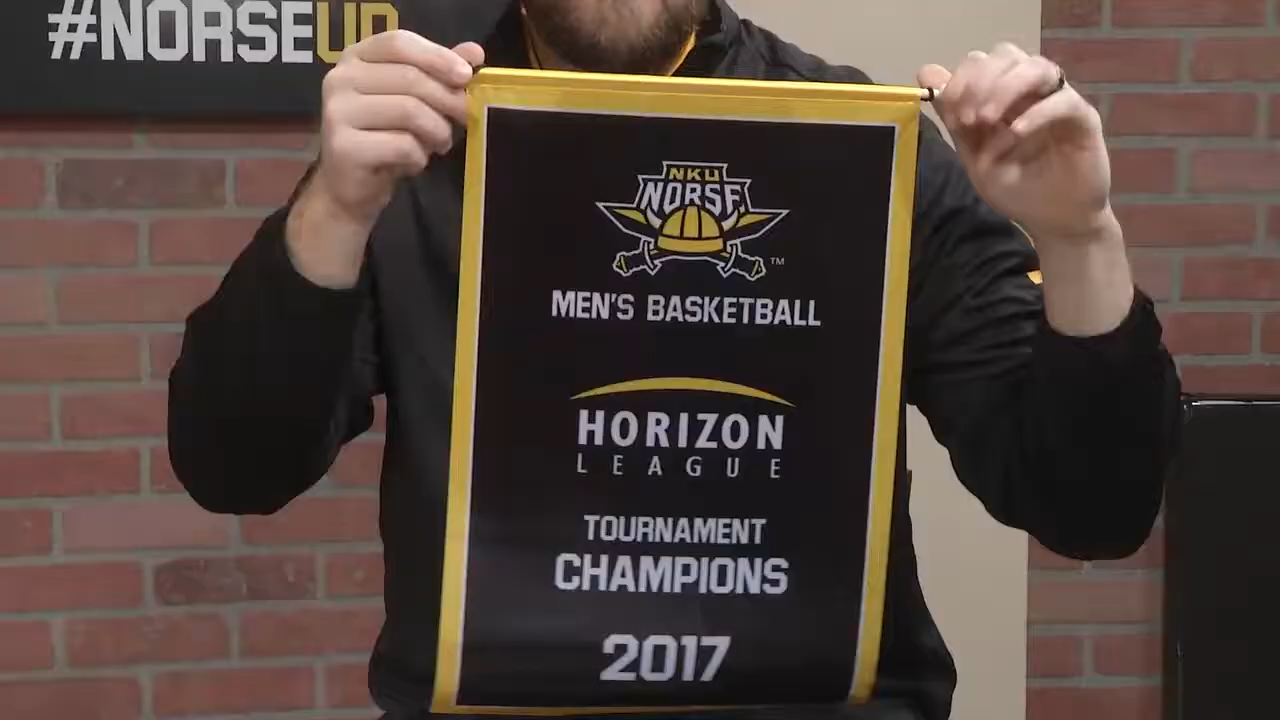 #NORSEUP
NKU
NORSE
TM
MEN'S BASKETBALL
HORIZON
LEAGUE
TOURNAMENT
CHAMPIONS
2017